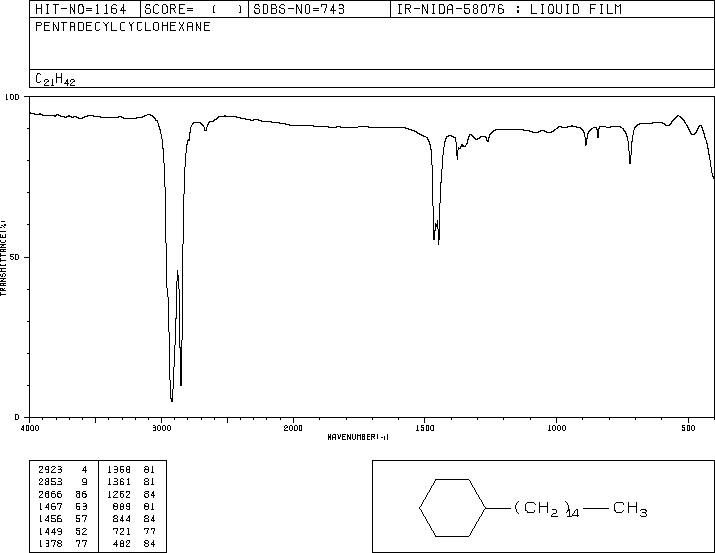 HIT-NO=1164 SCORE= ( ) SDBS-NO=743 IR-NIDA-58076 : LIQUID FILM
PENTADECYLCYCLOHEXANE
C21H42
100
50
0
TRANSMITTANCE(%)
4000 3000 2000 1500 1000 500
WAVENUMBER(-1)
2923 4 1368 81
2853 9 1361 81
2666 86 1262 84
1467 53 889 81
1456 57 844 84
1449 52 721 77
1378 77 482 84
(CH2)14 CH3